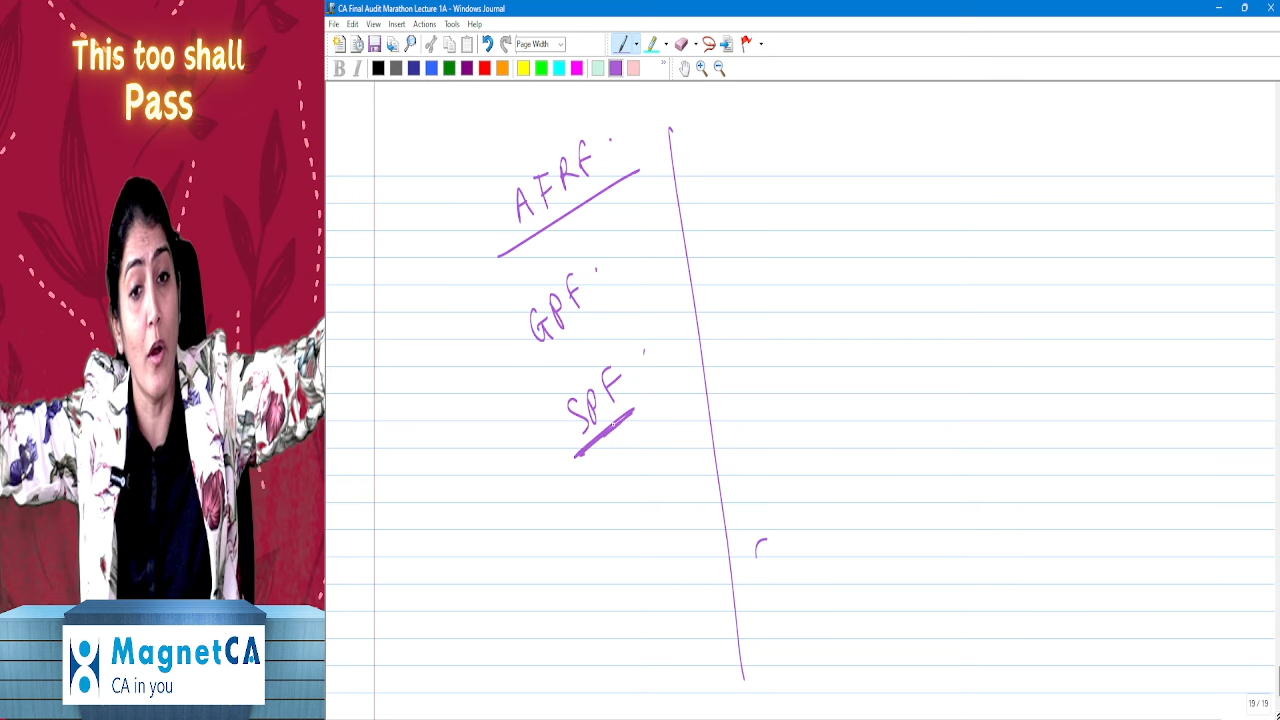 This too shall
Pass
CA Final Audit Marathon Lecture 1A - Windows Journal
File Edit View Insert Actions Tools Help
Page Width
B I
AFRF
GPF
SPF
MagnetCA
CA in you
19 / 19